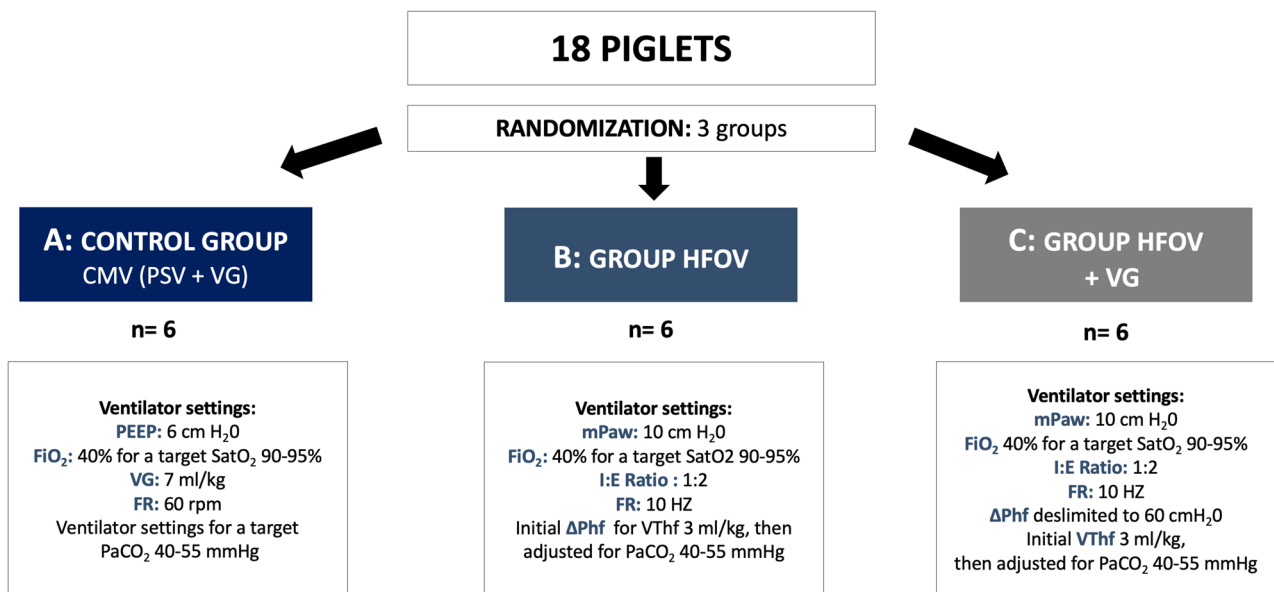 18 PIGLETS
RANDOMIZATION: 3 groups
A: CONTROL GROUP
CMV (PSV + VG)
n= 6
Ventilator settings:
PEEP: 6 cm H₂0
FiO₂: 40% for a target SatO₂ 90-95%
VG: 7 ml/kg
FR: 60 rpm
Ventilator settings for a target
PaCO₂ 40-55 mmHg
B: GROUP HFOV
n= 6
Ventilator settings:
mPaw: 10 cm H₂0
FiO₂: 40% for a target SatO2 90-95%
I:E Ratio : 1:2
FR: 10 HZ
Initial ΔPhf for VThf 3 ml/kg, then
adjusted for PaCO₂ 40-55 mmHg
C: GROUP HFOV
+ VG
n= 6
Ventilator settings:
mPaw: 10 cm H₂0
FiO₂ 40% for a target SatO₂ 90-95%
I:E Ratio: 1:2
FR: 10 HZ
ΔPhf deslimited to 60 cmH₂0
Initial VThf 3 ml/kg,
then adjusted for PaCO₂ 40-55 mmHg